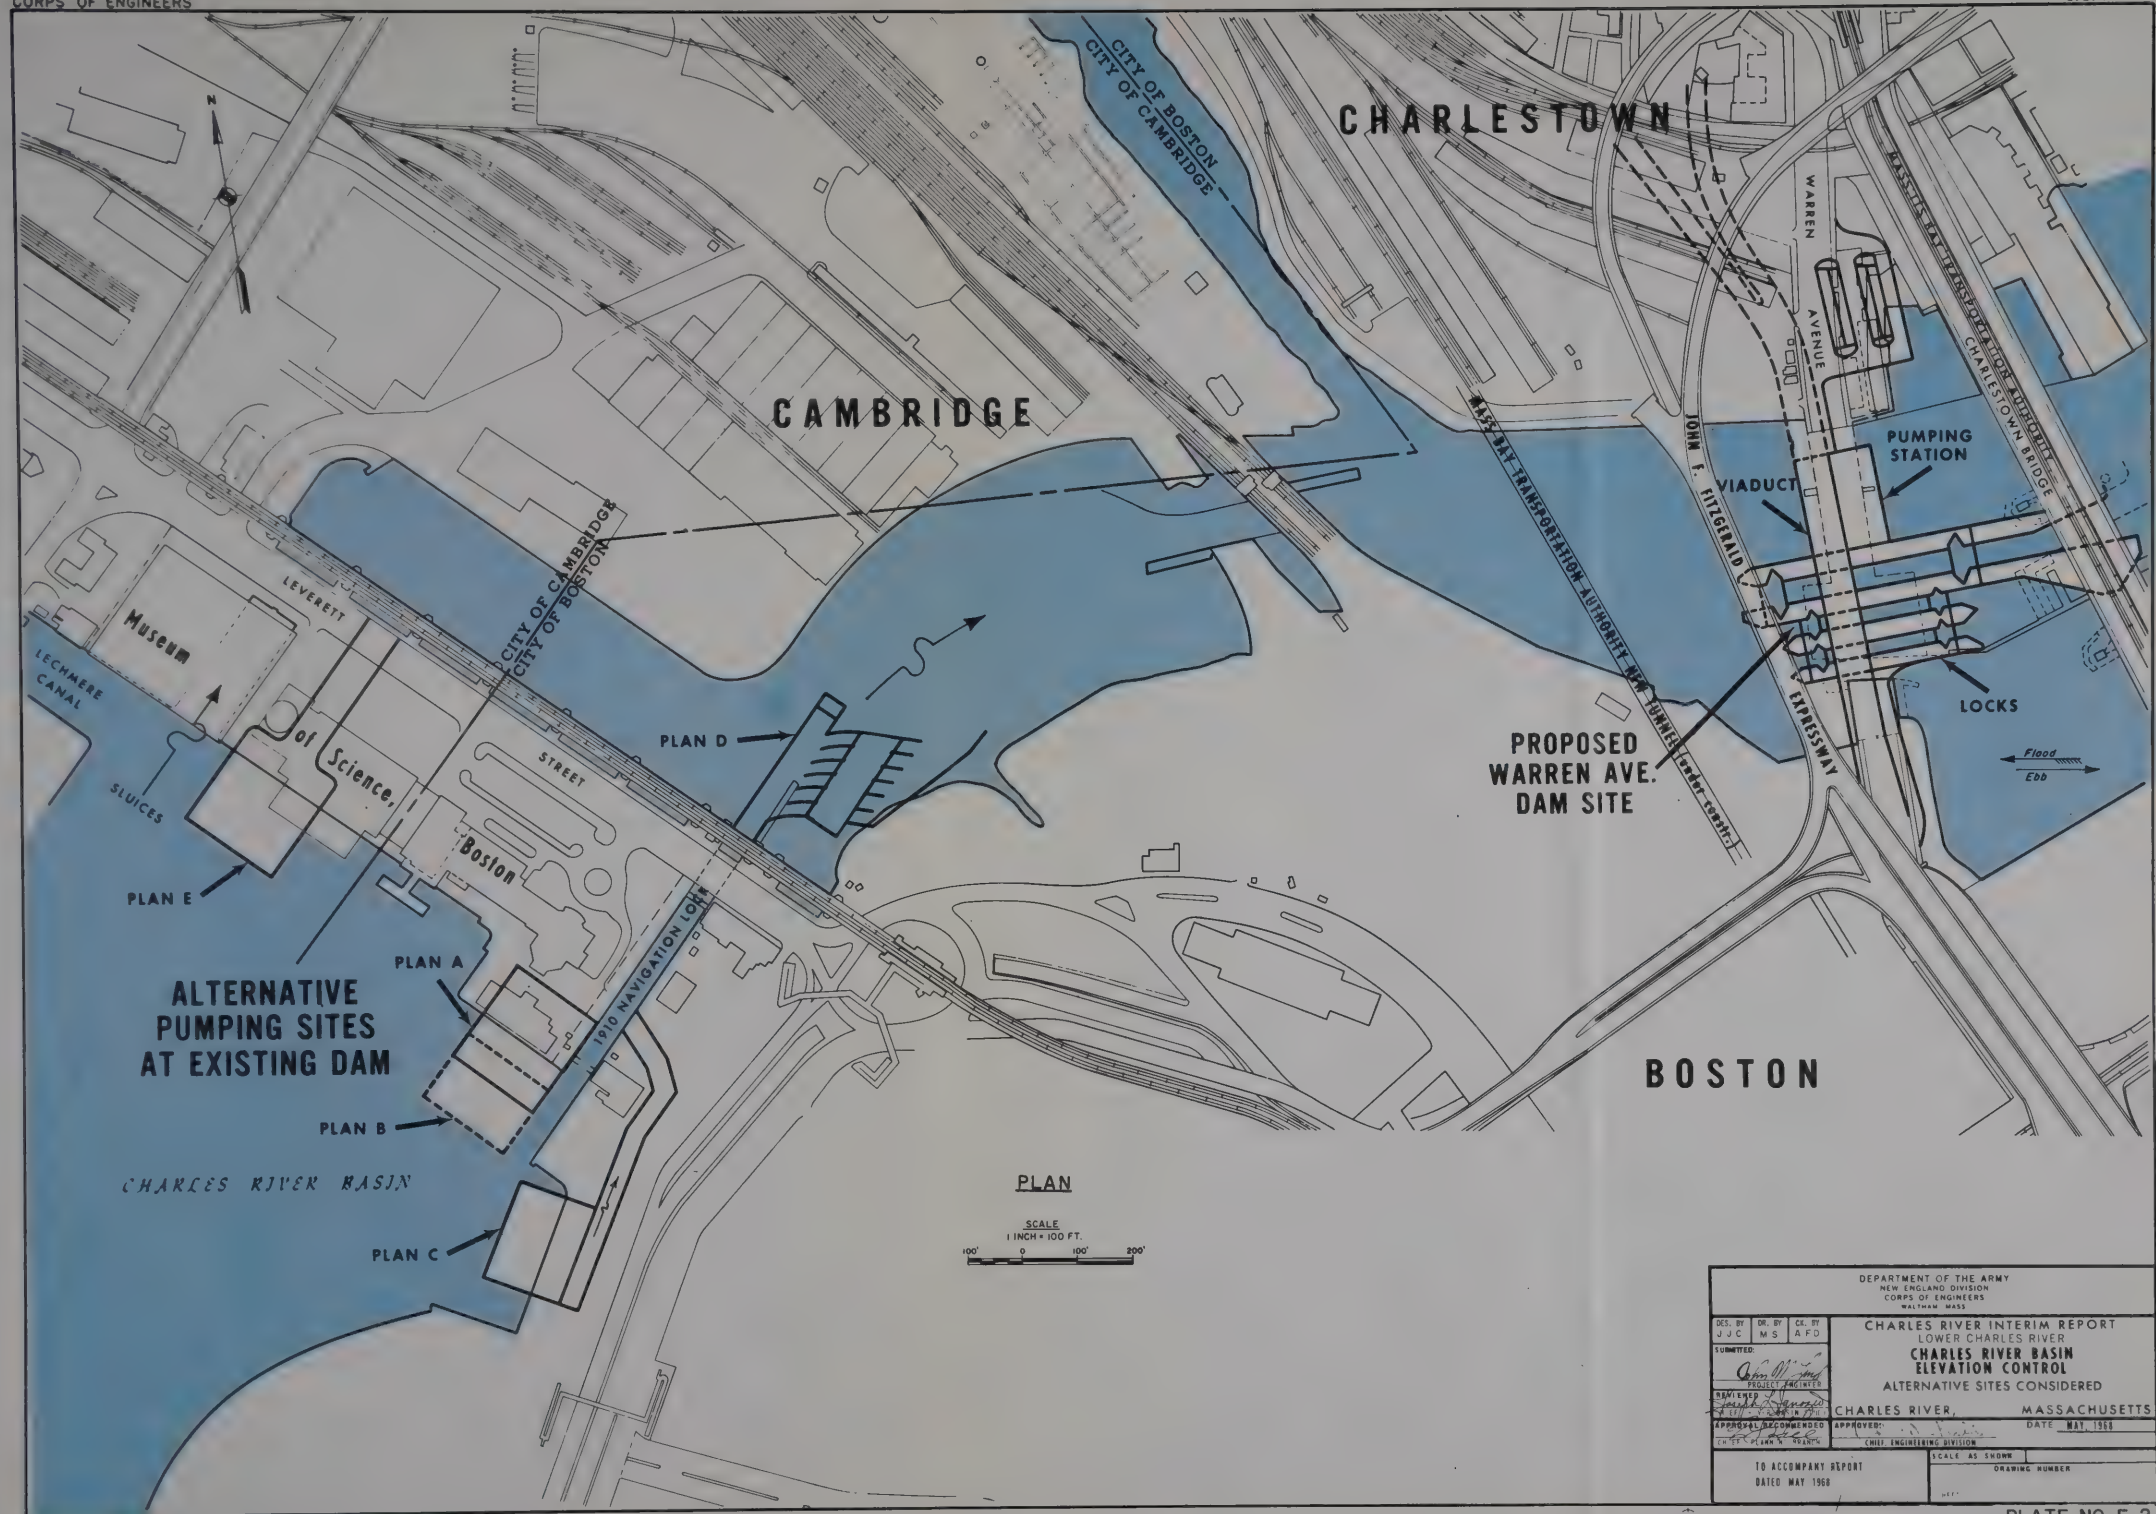 CORPS OF ENGINEERS
N
CITY OF BOSTON
CITY OF CAMBRIDGE
CHARLESTOWN
WARREN
AVENUE
MASS. BAY TRANSPORTATION AUTHORITY
CHARLESTOWN BRIDGE
CAMBRIDGE
MASS BAY TRANSPORTATION AUTHORITY NEW TUNNEL (under constr.)
JOHN F. FITZGERALD
EXPRESSWAY
PUMPING
STATION
VIADUCT
LOCKS
Flood
Ebb
PROPOSED
WARREN AVE.
DAM SITE
CITY OF CAMBRIDGE
CITY OF BOSTON
LEVERETT
STREET
Museum
of Science,
Boston
LECHMERE
CANAL
SLUICES
PLAN D
PLAN E
ALTERNATIVE
PUMPING SITES
AT EXISTING DAM
PLAN A
1910 NAVIGATION LOCK
PLAN B
CHARLES RIVER BASIN
PLAN C
BOSTON
PLAN
SCALE
1 INCH = 100 FT.
100' 0 100' 200'
DEPARTMENT OF THE ARMY
NEW ENGLAND DIVISION
CORPS OF ENGINEERS
WALTHAM MASS
DES. BY DR. BY CK. BY
JJC MS AFD
SUBMITTED:
PROJECT ENGINEER
REVIEWED
APPROVAL RECOMMENDED
CHARLES RIVER INTERIM REPORT
LOWER CHARLES RIVER
CHARLES RIVER BASIN
ELEVATION CONTROL
ALTERNATIVE SITES CONSIDERED
CHARLES RIVER, MASSACHUSETTS
APPROVED: DATE MAY, 1968
CHIEF, ENGINEERING DIVISION
TO ACCOMPANY REPORT
DATED MAY 1968
SCALE AS SHOWN
DRAWING NUMBER
PLATE NO. F-2